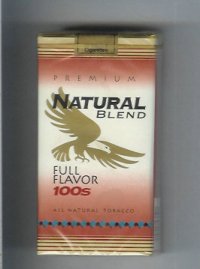 Cigarettes
PREMIUM
NATURAL
BLEND
FULL
FLAVOR
100s
ALL NATURAL TOBACCO